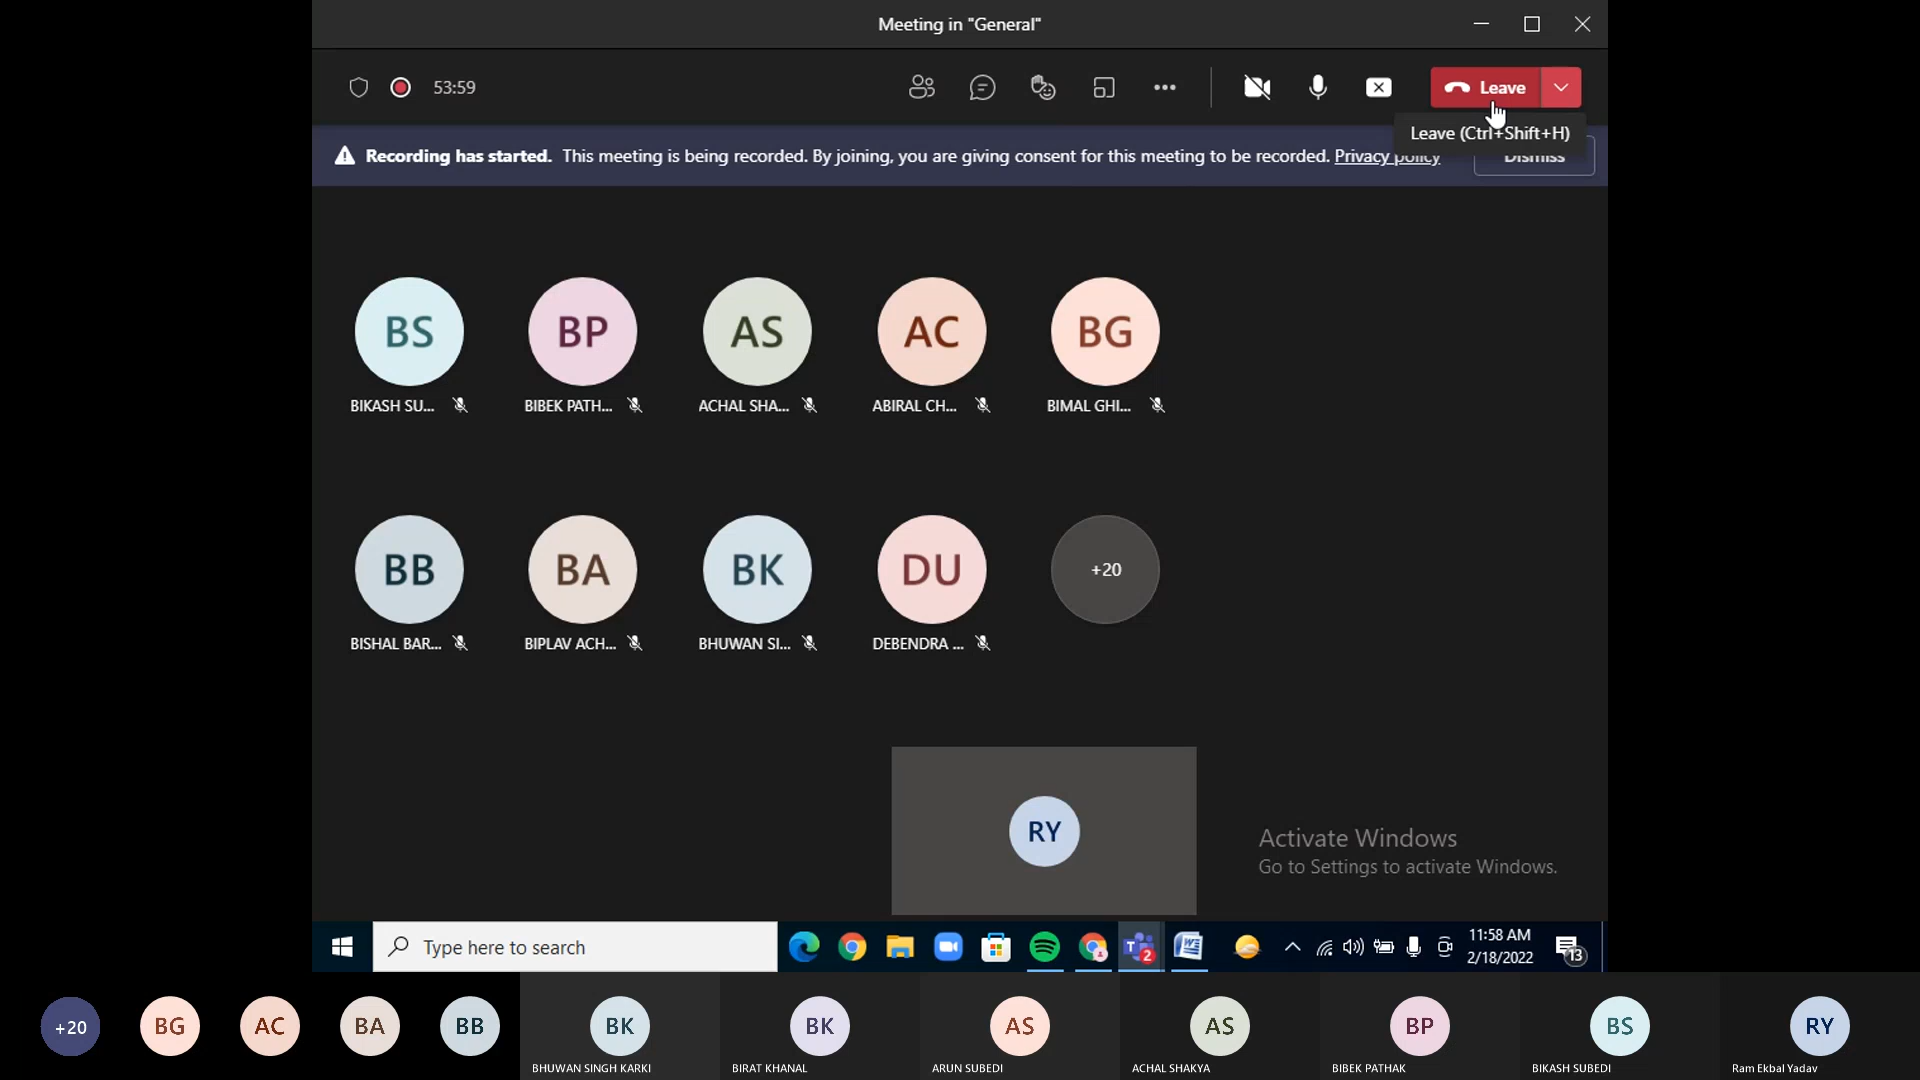 Meeting in "General"
53:59
Leave
Leave (Ctrl+Shift+H)
Recording has started. This meeting is being recorded. By joining, you are giving consent for this meeting to be recorded. Privacy policy
Dismiss
BS
BP
AS
AC
BG
BIKASH SU...
BIBEK PATH...
ACHAL SHA...
ABIRAL CH...
BIMAL GHI...
BB
BA
BK
DU
+20
BISHAL BAR...
BIPLAV ACH...
BHUWAN SI...
DEBENDRA ...
RY
Activate Windows
Go to Settings to activate Windows.
Type here to search
2
11:58 AM
2/18/2022
13
+20
BG
AC
BA
BB
BK
BK
AS
AS
BP
BS
RY
BHUWAN SINGH KARKI
BIRAT KHANAL
ARUN SUBEDI
ACHAL SHAKYA
BIBEK PATHAK
BIKASH SUBEDI
Ram Ekbal Yadav